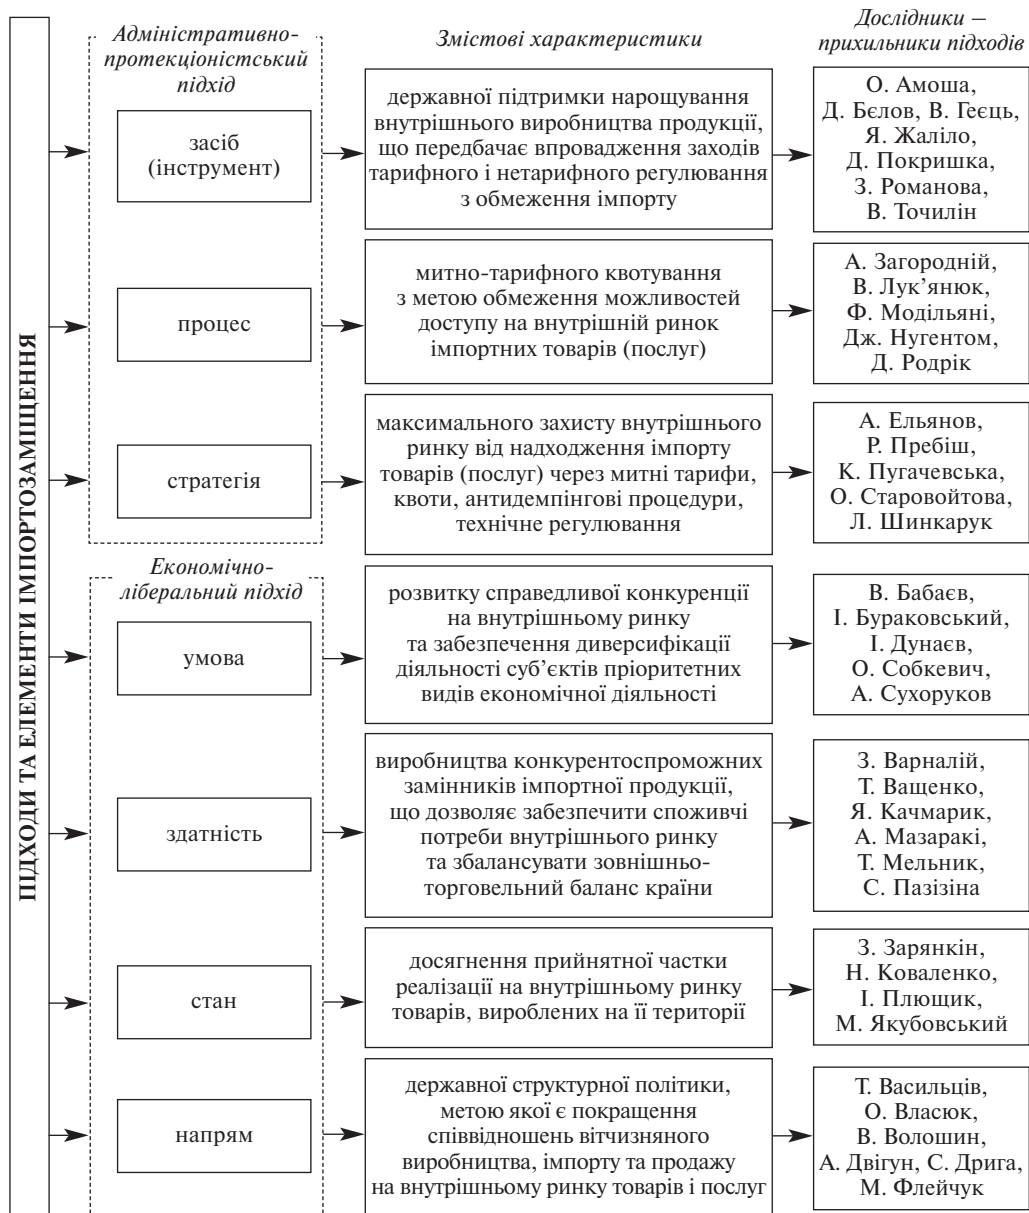 ПІДХОДИ ТА ЕЛЕМЕНТИ ІМПОРТОЗАМІЩЕННЯ
Адміністративно-
протекціоністський
підхід
Змістові характеристики
Дослідники –
прихильники підходів
засіб
(інструмент)
державної підтримки нарощування
внутрішнього виробництва продукції,
що передбачає впровадження заходів
тарифного і нетарифного регулювання
з обмеження імпорту
О. Амоша,
Д. Бєлов, В. Геєць,
Я. Жаліло,
Д. Покришка,
З. Романова,
В. Точилін
процес
митно-тарифного квотування
з метою обмеження можливостей
доступу на внутрішній ринок
імпортних товарів (послуг)
А. Загородній,
В. Лук’янюк,
Ф. Модільяні,
Дж. Нугентом,
Д. Родрік
стратегія
максимального захисту внутрішнього
ринку від надходження імпорту
товарів (послуг) через митні тарифи,
квоти, антидемпінгові процедури,
технічне регулювання
А. Ельянов,
Р. Пребіш,
К. Пугачевська,
О. Старовойтова,
Л. Шинкарук
Економічно-
ліберальний підхід
умова
розвитку справедливої конкуренції
на внутрішньому ринку
та забезпечення диверсифікації
діяльності суб’єктів пріоритетних
видів економічної діяльності
В. Бабаєв,
І. Бураковський,
І. Дунаєв,
О. Собкевич,
А. Сухоруков
здатність
виробництва конкурентоспроможних
замінників імпортної продукції,
що дозволяє забезпечити споживчі
потреби внутрішнього ринку
та збалансувати зовнішньо-
торговельний баланс країни
З. Варналій,
Т. Ващенко,
Я. Качмарик,
А. Мазаракі,
Т. Мельник,
С. Пазізіна
стан
досягнення прийнятної частки
реалізації на внутрішньому ринку
товарів, вироблених на її території
З. Зарянкін,
Н. Коваленко,
І. Плющик,
М. Якубовський
напрям
державної структурної політики,
метою якої є покращення
співвідношень вітчизняного
виробництва, імпорту та продажу
на внутрішньому ринку товарів і послуг
Т. Васильців,
О. Власюк,
В. Волошин,
А. Двігун, С. Дрига,
М. Флейчук